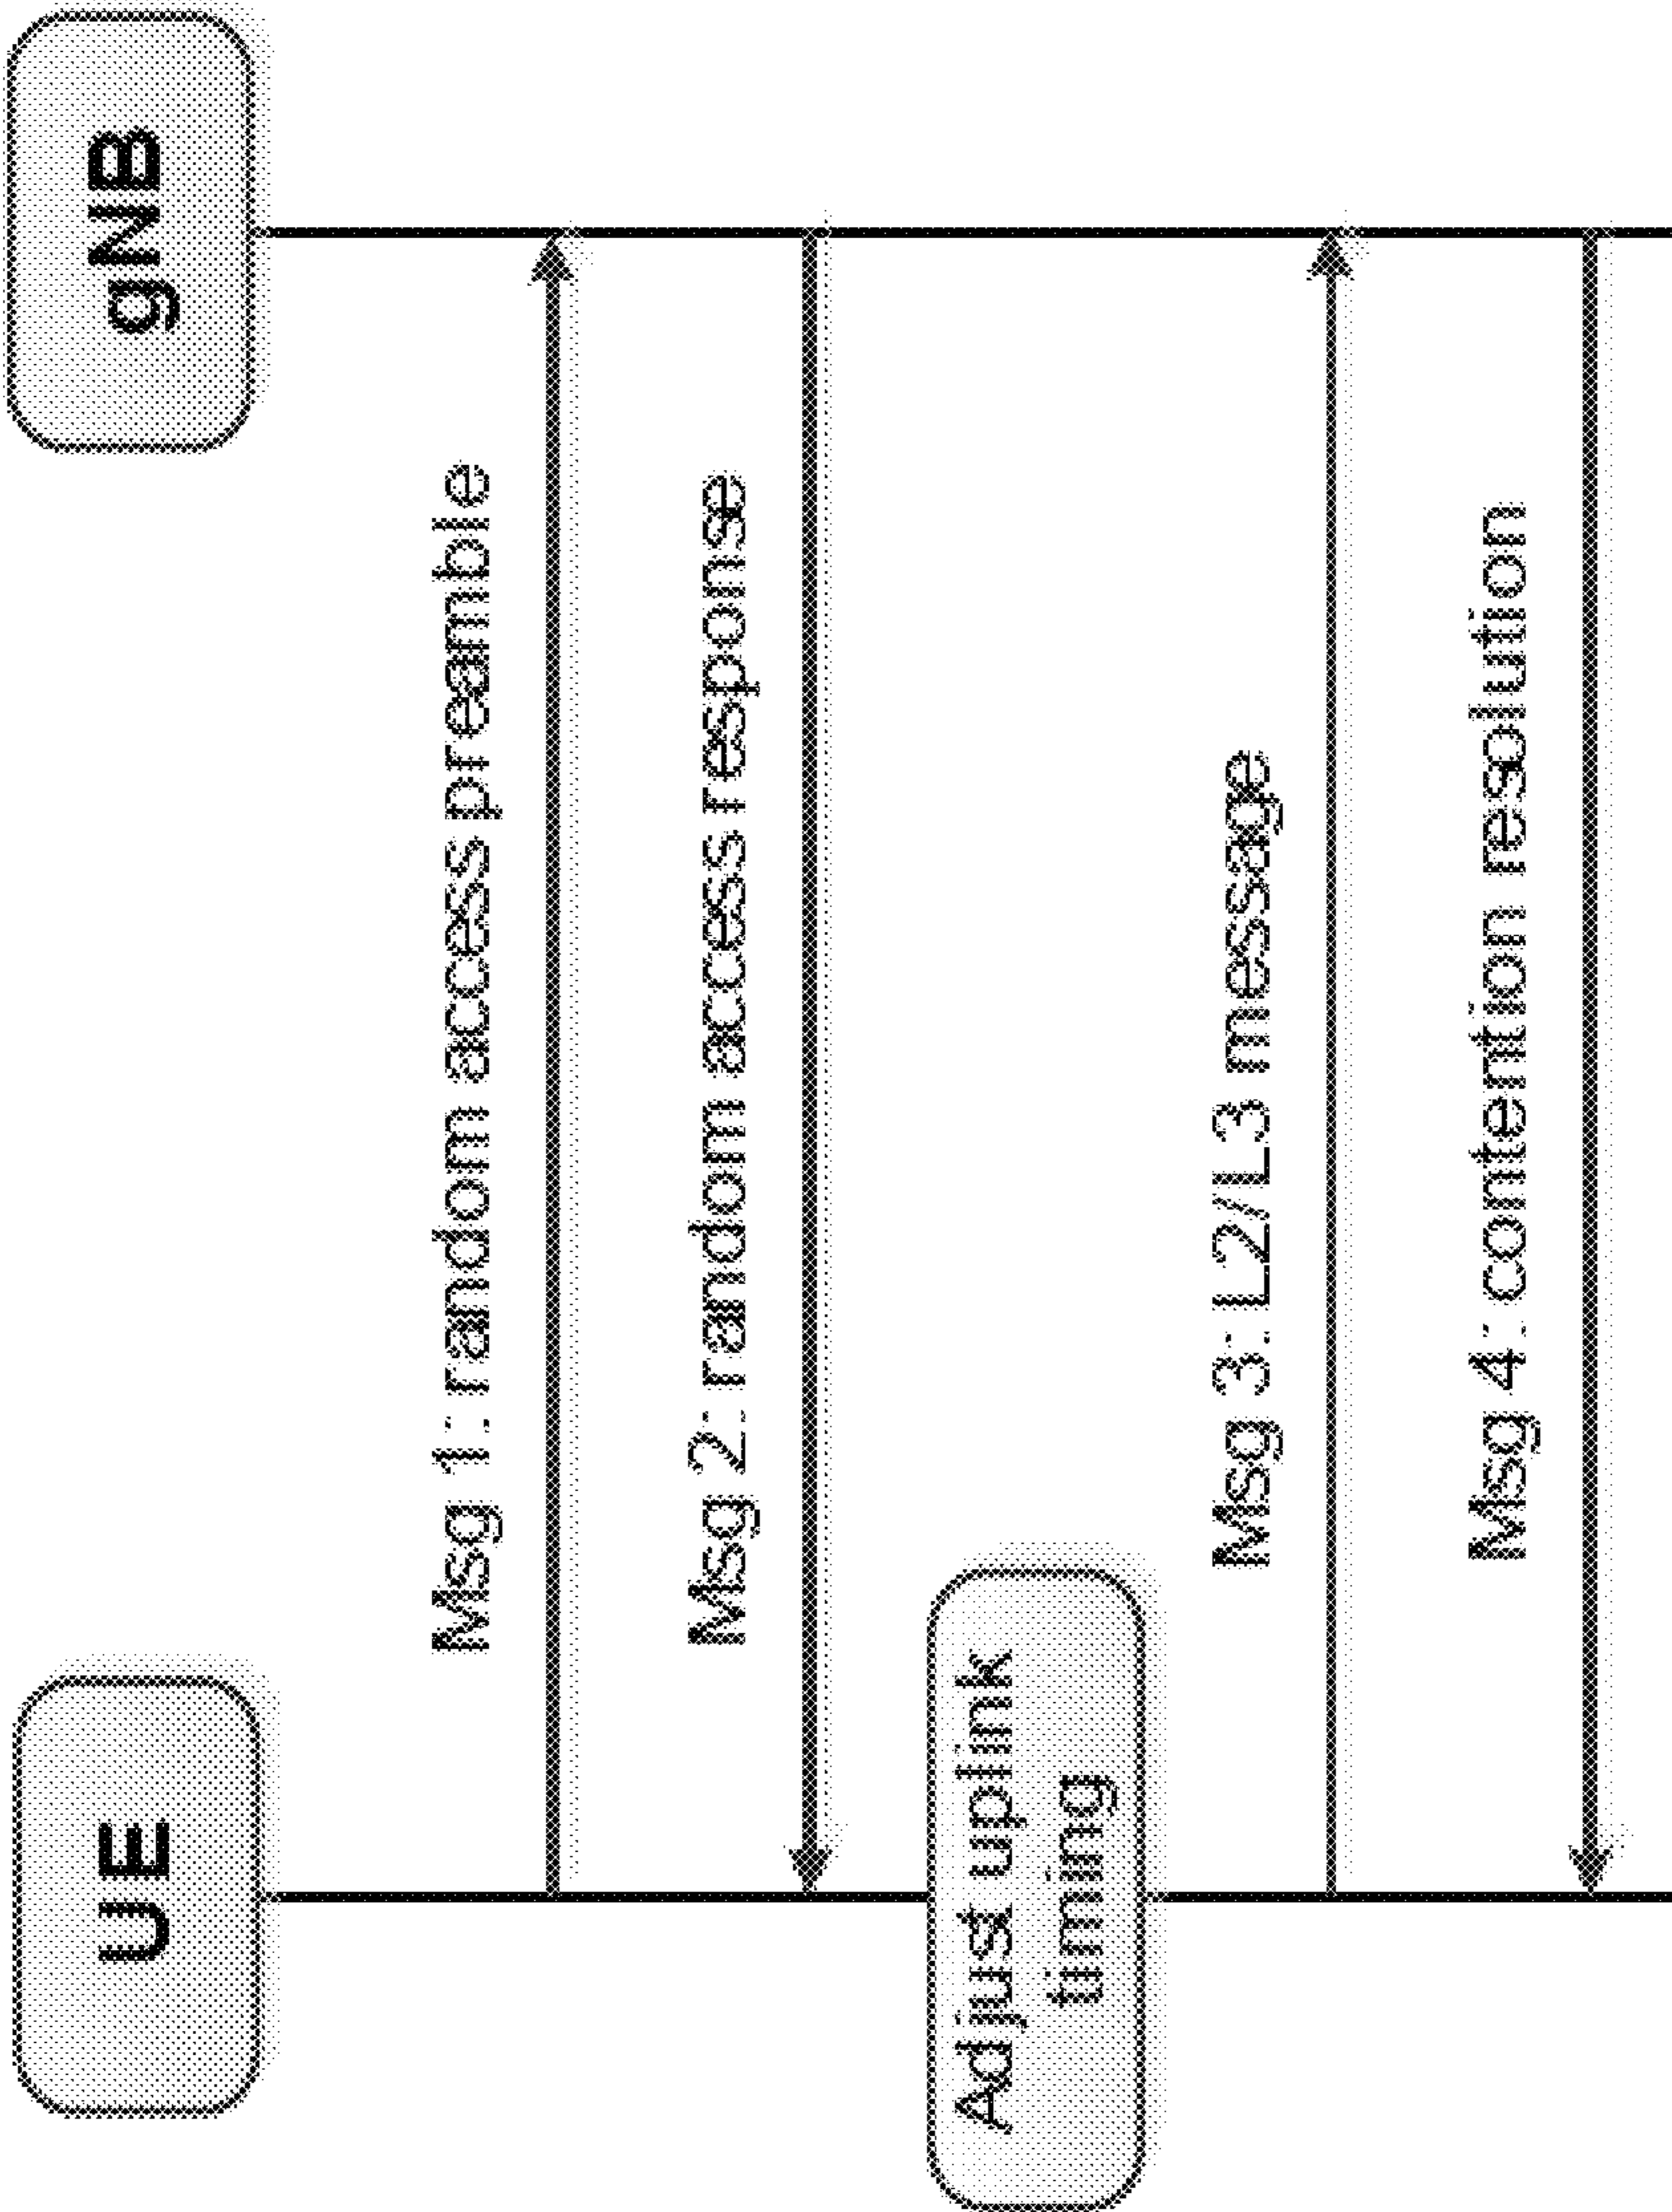 UE
gNB
Msg 1: random access preamble
Msg 2: random access response
Adjust uplink
timing
Msg 3: L2/L3 message
Msg 4: contention resolution